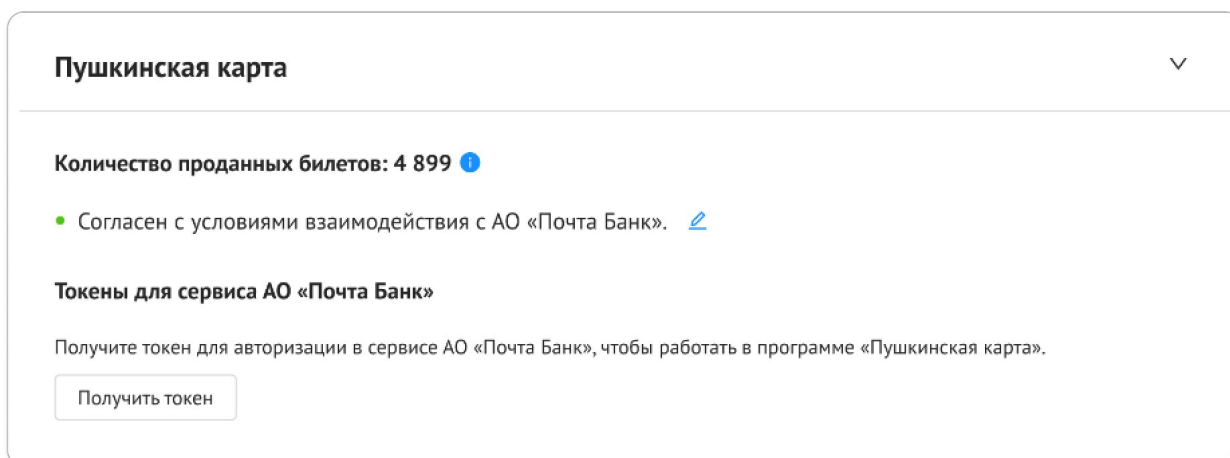 Пушкинская карта
Количество проданных билетов: 4 899
Согласен с условиями взаимодействия с АО «Почта Банк».
Токены для сервиса АО «Почта Банк»
Получите токен для авторизации в сервисе АО «Почта Банк», чтобы работать в программе «Пушкинская карта».
Получить токен